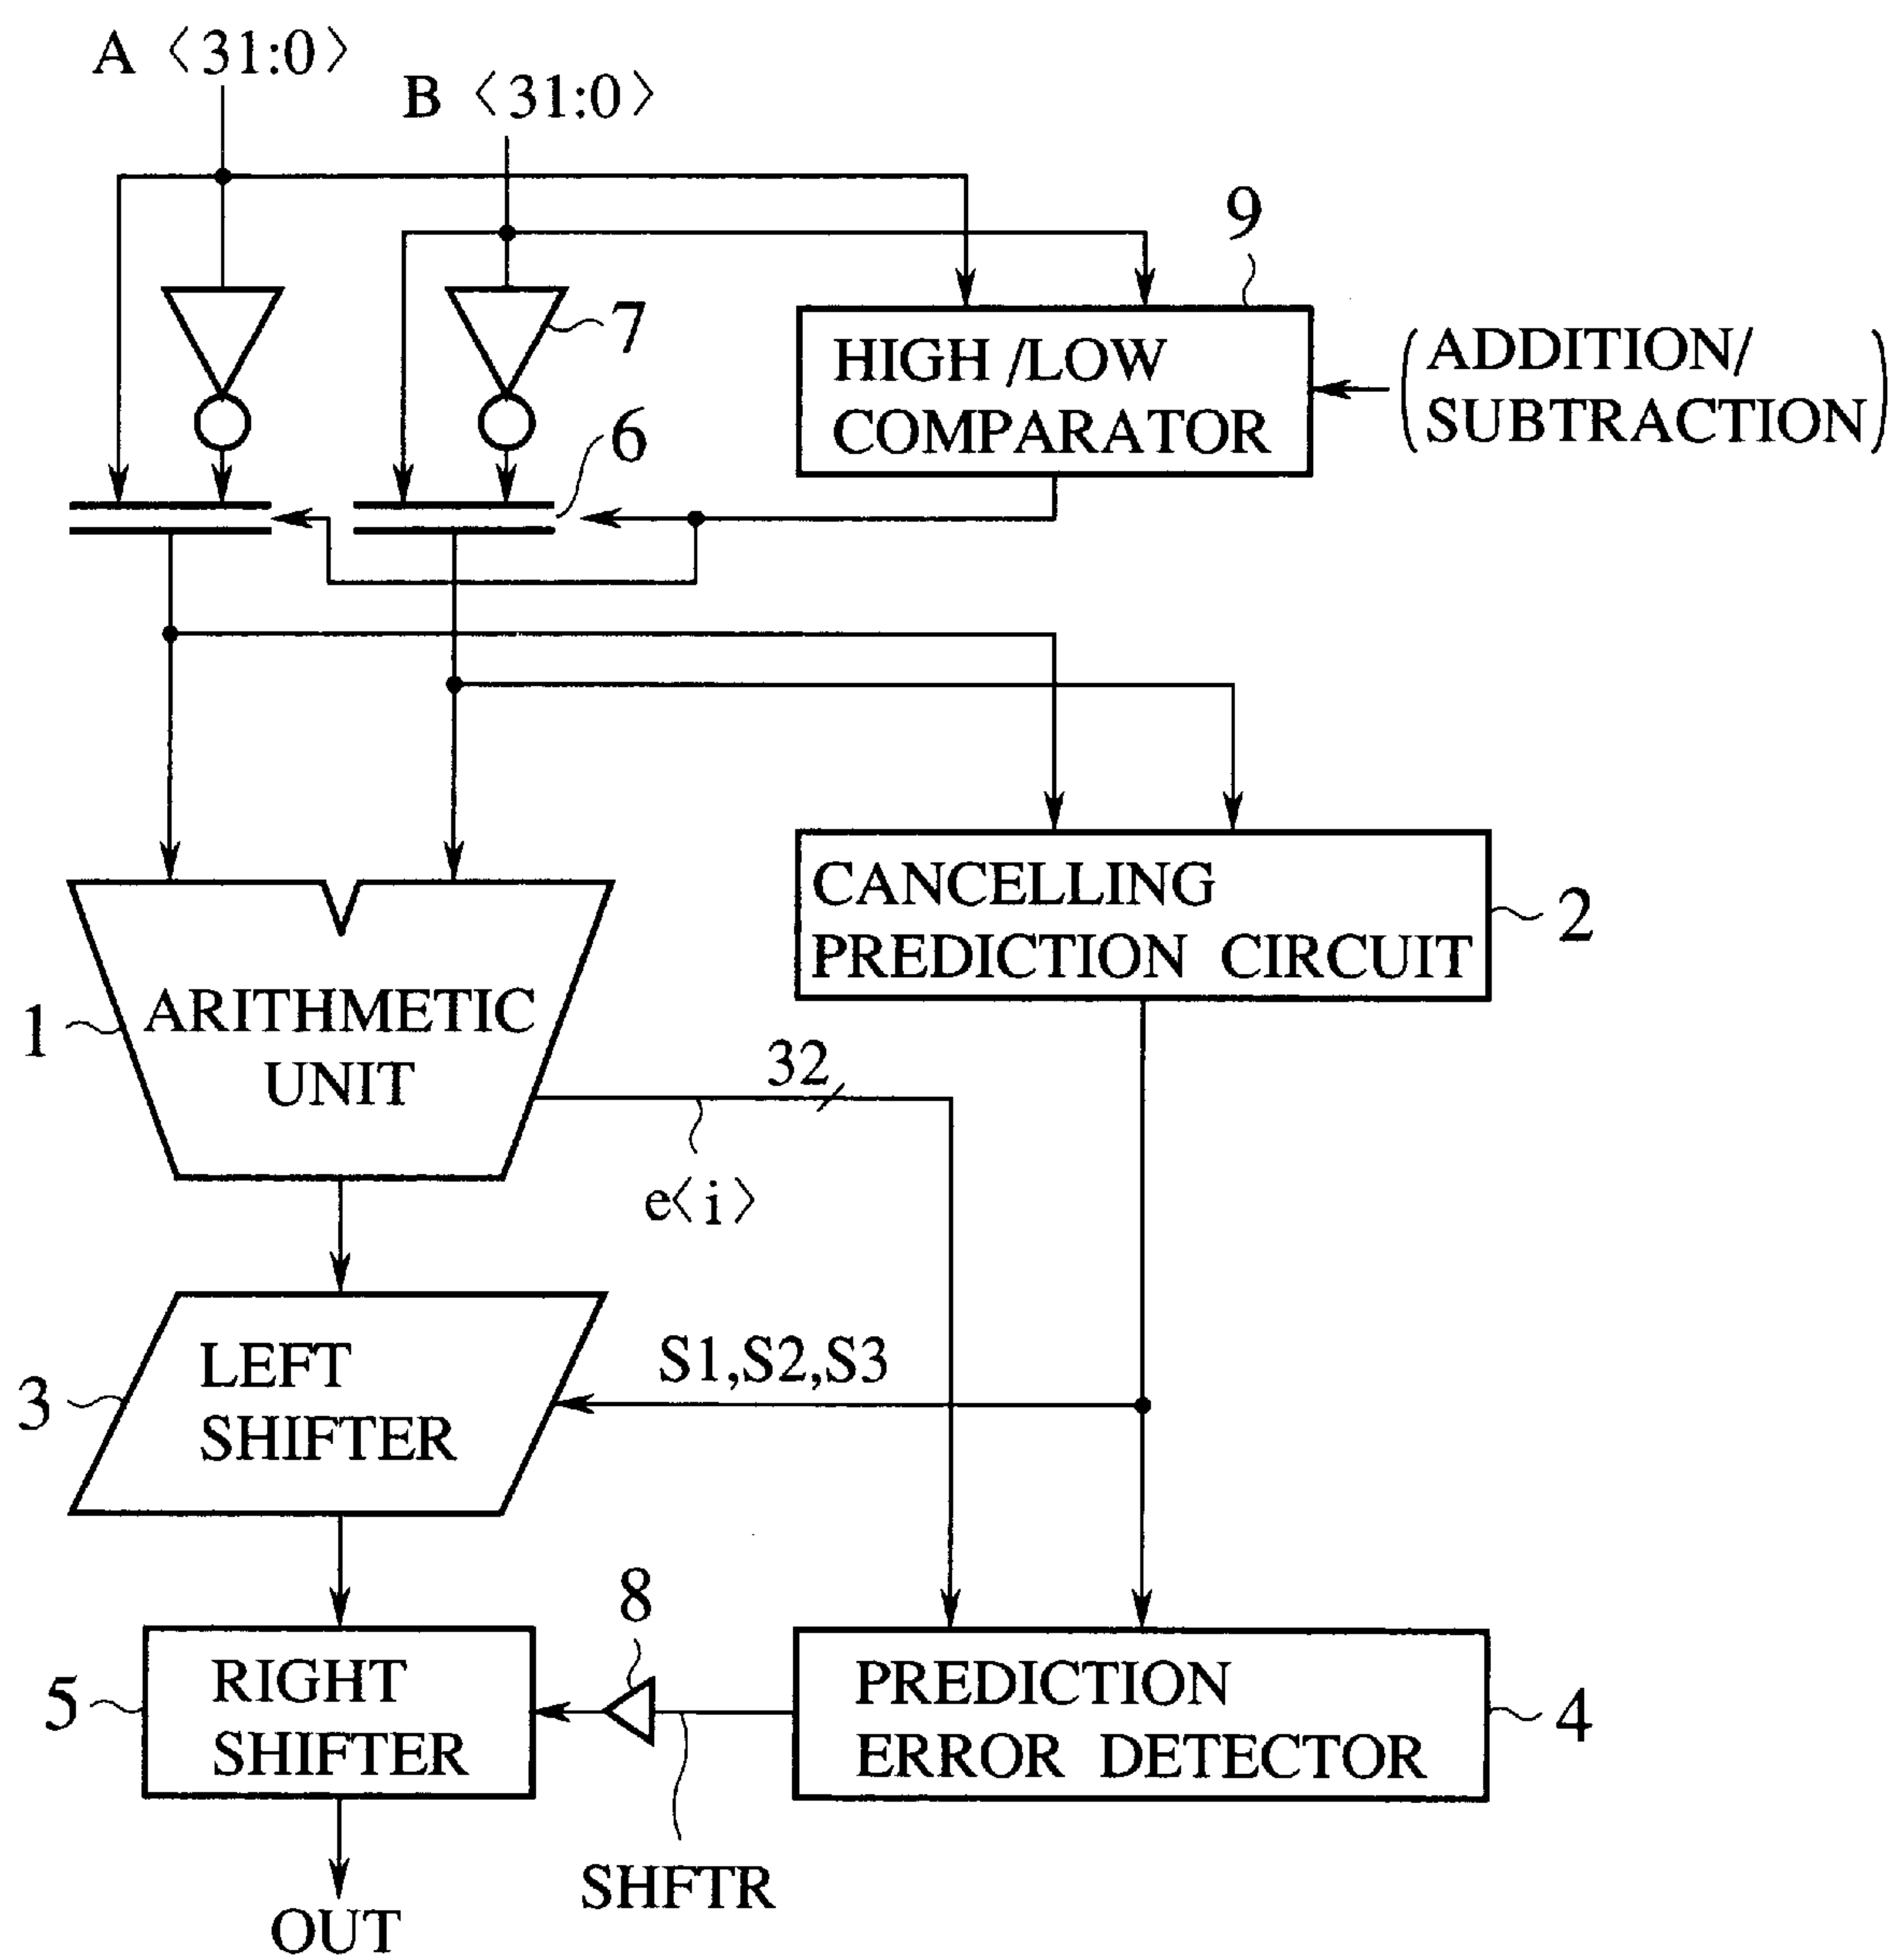 A 〈31:0〉
B 〈31:0〉
9
7
HIGH /LOW
COMPARATOR
(ADDITION/
SUBTRACTION)
6
CANCELLING
PREDICTION CIRCUIT
2
1
ARITHMETIC
UNIT
32
e〈i〉
LEFT
SHIFTER
3
S1,S2,S3
8
RIGHT
SHIFTER
5
PREDICTION
ERROR DETECTOR
4
SHFTR
OUT